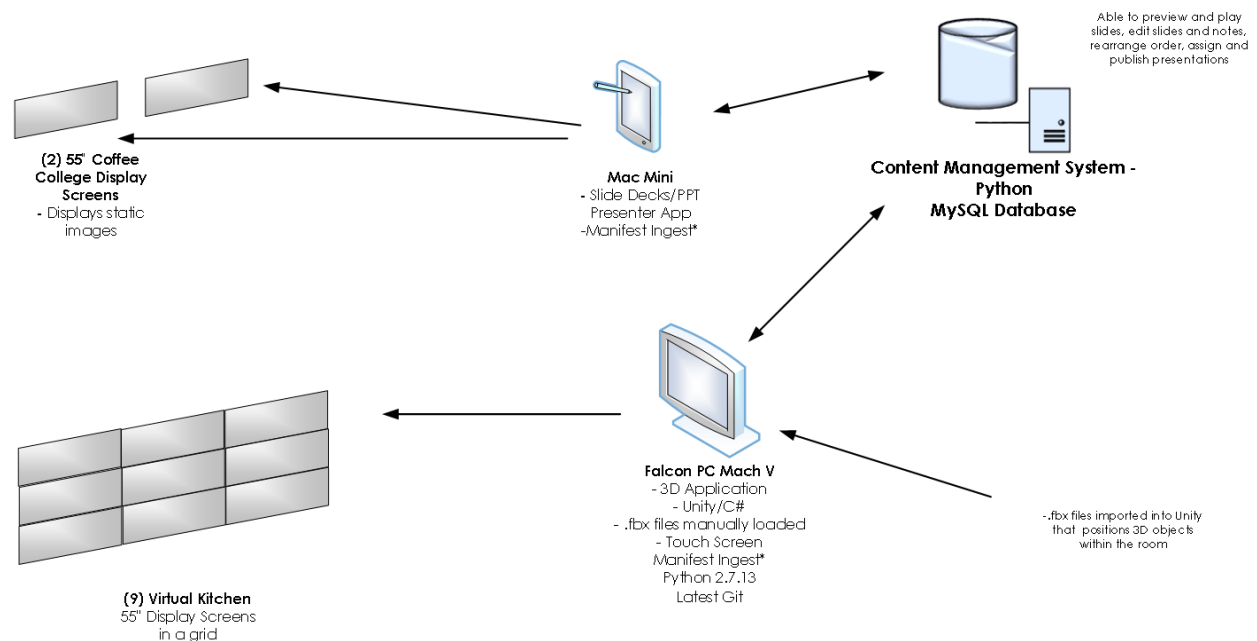 Able to preview and play
slides, edit slides and notes,
rearrange order, assign and
publish presentations
(2) 55" Coffee
College Display
Screens
- Displays static
images
Mac Mini
- Slide Decks/PPT
Presenter App
-Manifest Ingest*
Content Management System -
Python
MySQL Database
Falcon PC Mach V
- 3D Application
- Unity/C#
- .fbx files manually loaded
- Touch Screen
Manifest Ingest*
Python 2.7.13
Latest Git
-.fbx files imported into Unity
that positions 3D objects
within the room
(9) Virtual Kitchen
55" Display Screens
in a grid